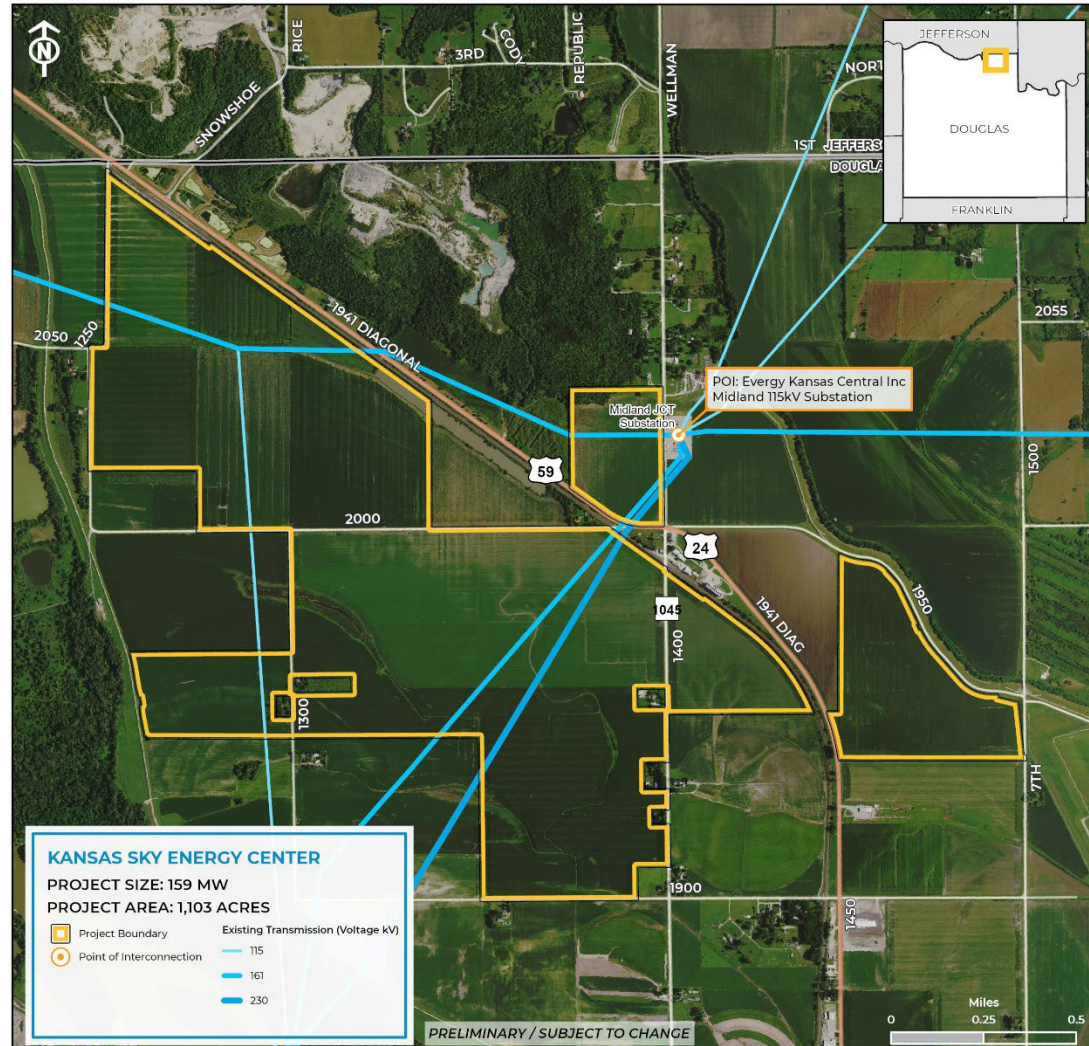 N
RICE
3RD
CODY
REPUBLIC
WELLMAN
SNOWSHOE
NORT
1ST JEFFERS
DOUGLA
JEFFERSON
DOUGLAS
FRANKLIN
2050
1250
1941 DIAGONAL
2055
POI: Evergy Kansas Central Inc
Midland 115kV Substation
Midland JCT
Substation
59
1500
2000
24
1950
1045
1400
1941 DIAG
1300
7TH
1900
1450
KANSAS SKY ENERGY CENTER
PROJECT SIZE: 159 MW
PROJECT AREA: 1,103 ACRES
Project Boundary
Point of Interconnection
Existing Transmission (Voltage kV)
115
161
230
PRELIMINARY / SUBJECT TO CHANGE
Miles
0 0.25 0.5